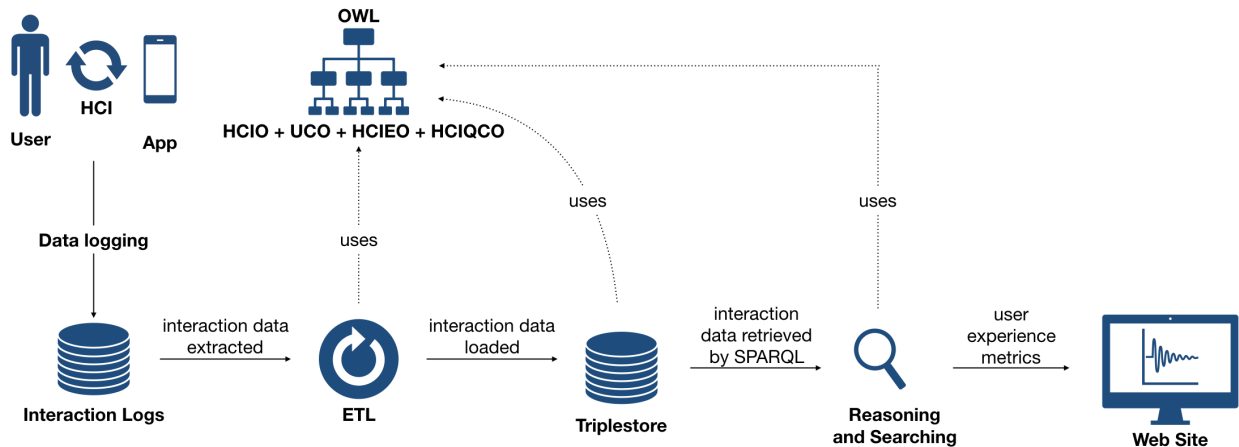 OWL
HCI
User
App
HCIO + UCO + HCIEO + HCIQCO
uses
uses
Data logging
uses
interaction data
extracted
interaction data
loaded
interaction
data retrieved
by SPARQL
user
experience
metrics
Interaction Logs
ETL
Triplestore
Reasoning
and Searching
Web Site